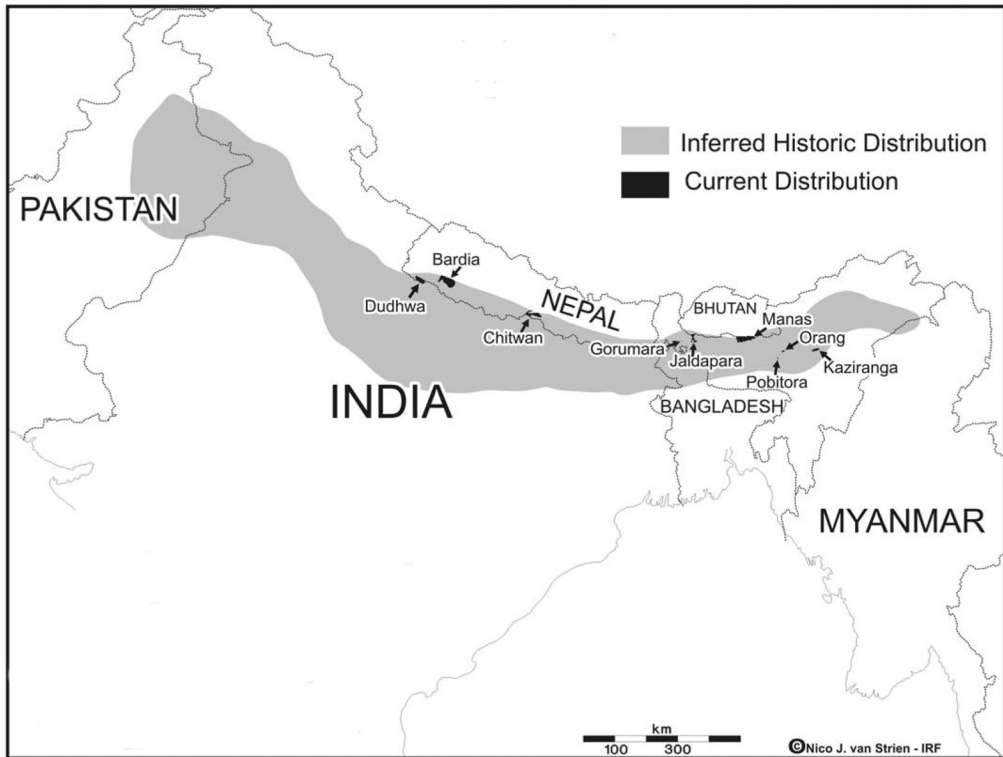 Inferred Historic Distribution
Current Distribution
PAKISTAN
Bardia
Dudhwa
NEPAL
Chitwan
BHUTAN
Manas
Gorumara
Orang
Jaldapara
Kaziranga
Pobitora
INDIA
BANGLADESH
MYANMAR
km
100 300
©Nico J. van Strien - IRF